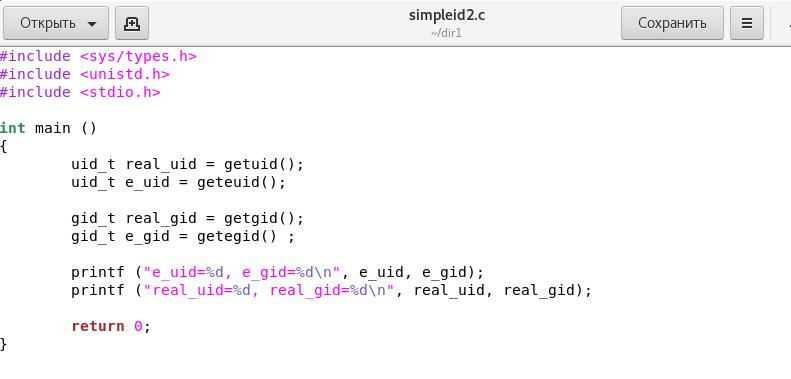 Открыть
simpleid2.c
~/dir1
Сохранить
#include <sys/types.h>
#include <unistd.h>
#include <stdio.h>
int main ()
{
        uid_t real_uid = getuid();
        uid_t e_uid = geteuid();
        gid_t real_gid = getgid();
        gid_t e_gid = getegid() ;
        printf ("e_uid=%d, e_gid=%d\n", e_uid, e_gid);
        printf ("real_uid=%d, real_gid=%d\n", real_uid, real_gid);
        return 0;
}